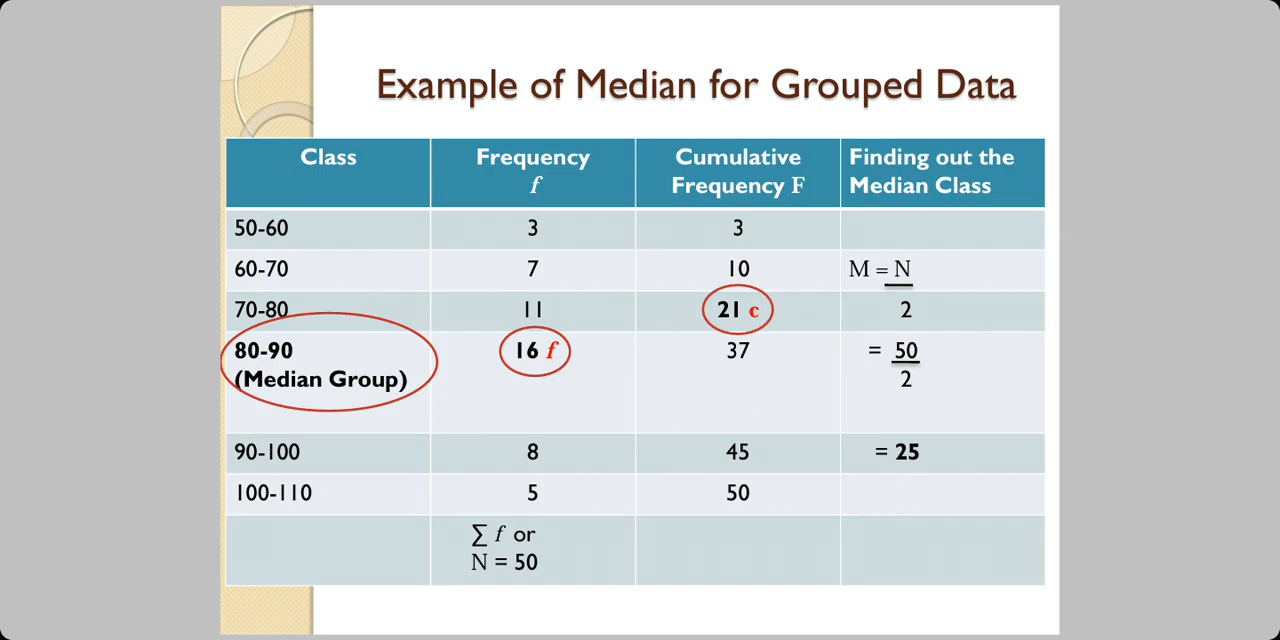 Example of Median for Grouped Data
Class Frequency Cumulative Finding out the
f Frequency F Median Class
50-60 3 3
60-70 7 10 M = N
70-80 11 21 c 2
80-90 16 f 37 = 50
(Median Group) 2
90-100 8 45 = 25
100-110 5 50
∑ f or
N = 50